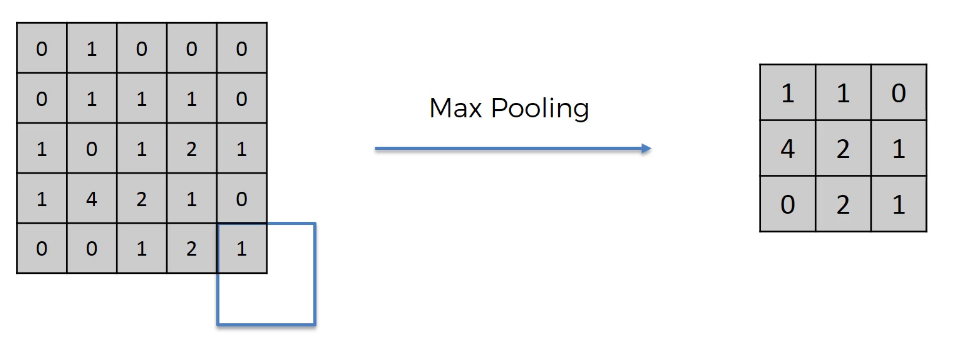 0 1 0 0 0
0 1 1 1 0
1 0 1 2 1
1 4 2 1 0
0 0 1 2 1
Max Pooling
1 1 0
4 2 1
0 2 1